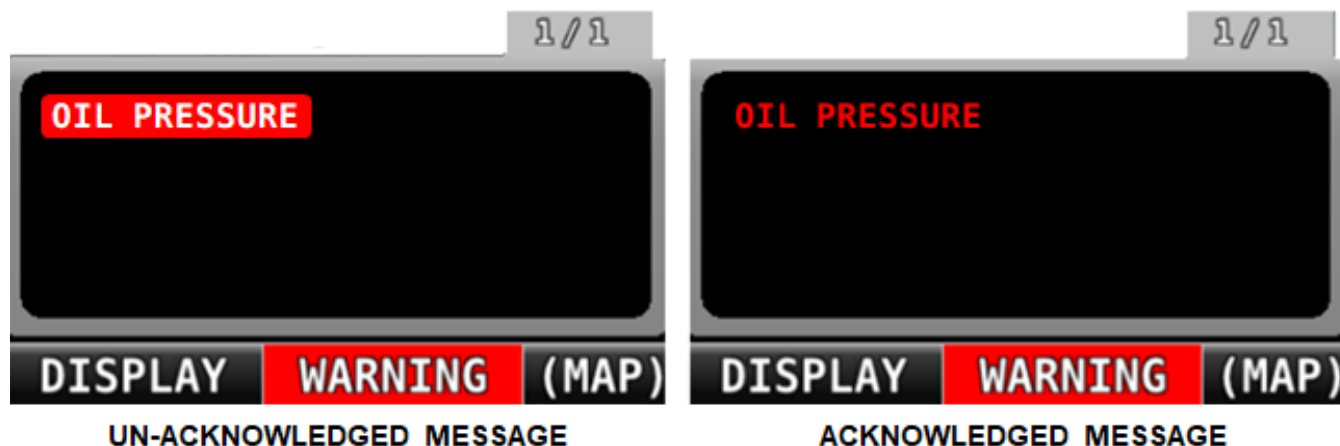 1/1
OIL PRESSURE
DISPLAY WARNING (MAP)
UN-ACKNOWLEDGED MESSAGE
1/1
OIL PRESSURE
DISPLAY WARNING (MAP)
ACKNOWLEDGED MESSAGE